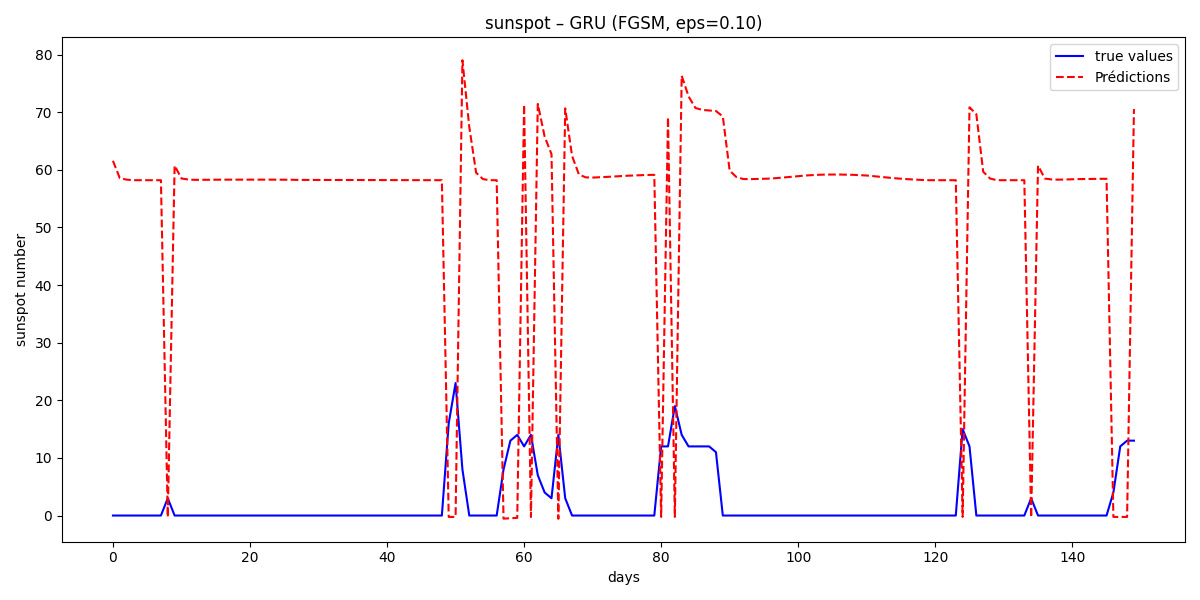 sunspot – GRU (FGSM, eps=0.10)
true values
Prédictions
sunspot number
80
70
60
50
40
30
20
10
0
0 20 40 60 80 100 120 140
days